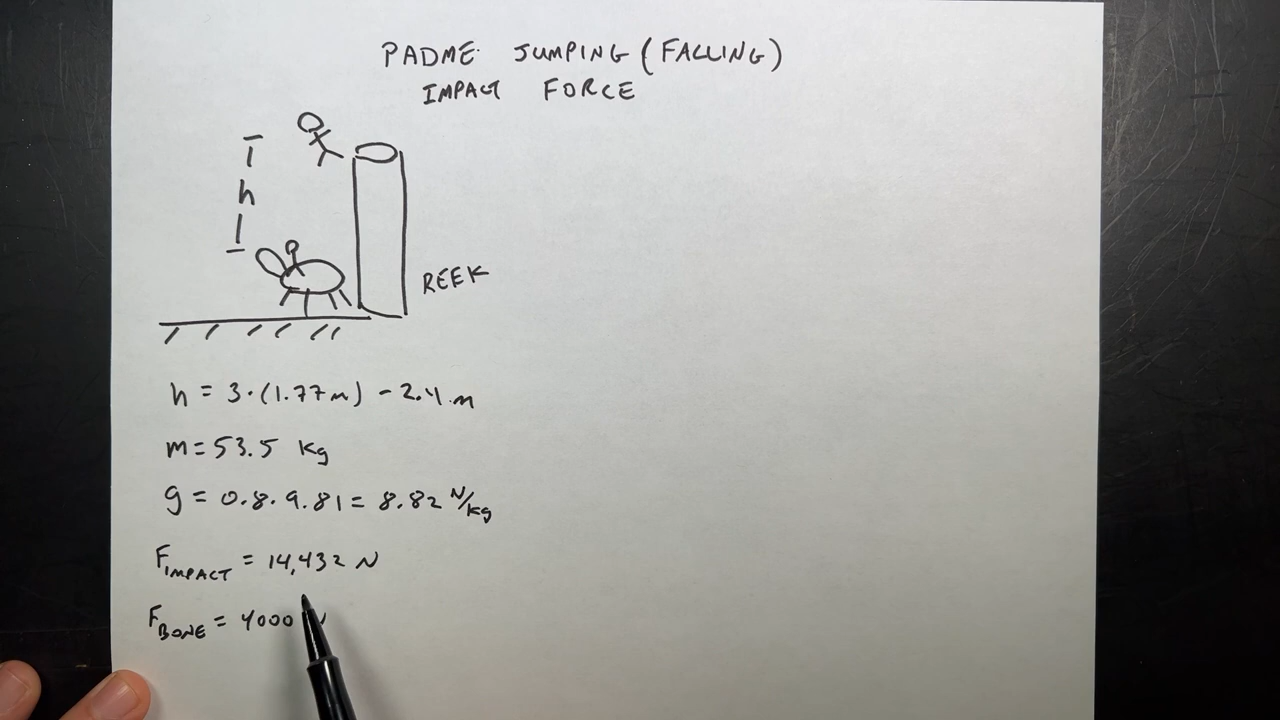 PADME JUMPING (FALLING)
IMPACT FORCE
h
REEK
h = 3·(1.77m) - 2.4 m
m = 53.5 kg
g = 0.8·9.81 = 8.82 N/kg
F_IMPACT = 14,432 N
F_BONE = 4000 N